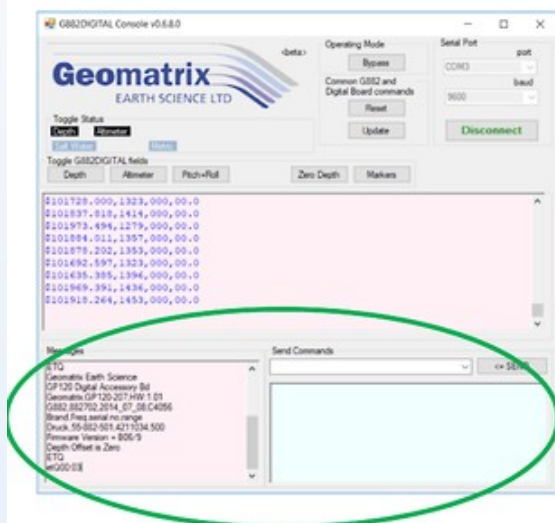 G882DIGITAL Console v0.6.8.0
<beta>
Geomatrix
EARTH SCIENCE LTD
Operating Mode
Bypass
Common G882 and
Digital Board commands
Reset
Update
Serial Port
port
COM3
baud
9600
Disconnect
Toggle Status
Depth Altimeter
Salt Water Metric
Toggle G882DIGITAL fields
Depth Altimeter Pitch+Roll Zero Depth Markers
$101728.000,1323,000,00.0
$101837.818,1414,000,00.0
$101973.494,1279,000,00.0
$101884.011,1357,000,00.0
$101878.202,1353,000,00.0
$101692.597,1323,000,00.0
$101635.385,1396,000,00.0
$101969.391,1436,000,00.0
$101918.264,1453,000,00.0
Messages
ETQ
Geomatrix Earth Science
GP120 Digital Accessory Bd
Geomatrix,GP120-207,HW:1.01
G882,882702,2014_07_08,C4056
Brand,Freq,serial no,range
Druck,55-882-501,4211034,500
Firmware Version = B06/9
Depth Offset is Zero
ETQ
eIQ00:03
Send Commands
<= SEND